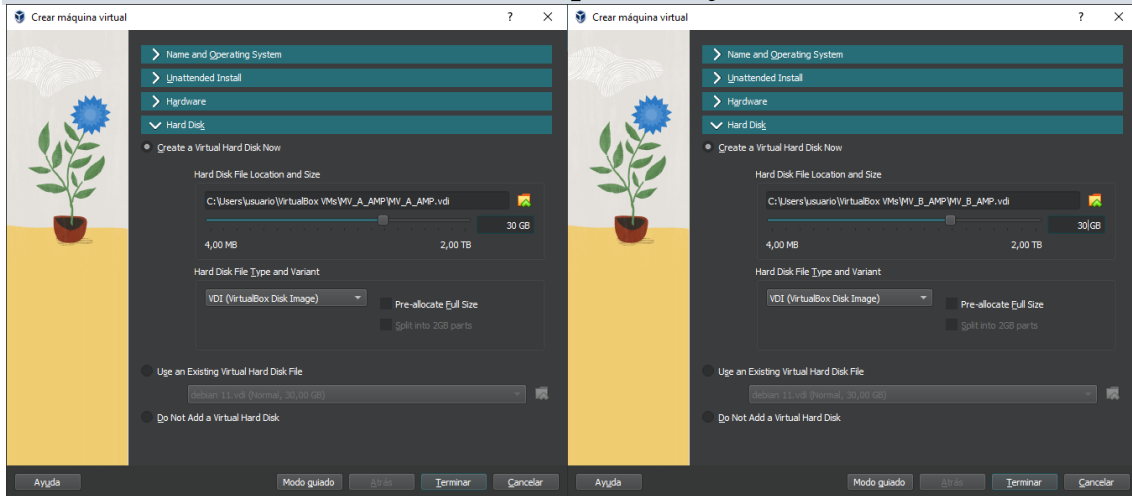 Crear máquina virtual ? ×
Name and Operating System
Unattended Install
Hardware
Hard Disk
Create a Virtual Hard Disk Now
Hard Disk File Location and Size
C:\Users\usuario\VirtualBox VMs\MV_A_AMP\MV_A_AMP.vdi
30 GB
4,00 MB 2,00 TB
Hard Disk File Type and Variant
VDI (VirtualBox Disk Image)
Pre-allocate Full Size
Split into 2GB parts
Use an Existing Virtual Hard Disk File
debian 11.vdi (Normal, 30,00 GB)
Do Not Add a Virtual Hard Disk
Ayuda Modo guiado Atrás Terminar Cancelar
Crear máquina virtual ? ×
Name and Operating System
Unattended Install
Hardware
Hard Disk
Create a Virtual Hard Disk Now
Hard Disk File Location and Size
C:\Users\usuario\VirtualBox VMs\MV_B_AMP\MV_B_AMP.vdi
30 GB
4,00 MB 2,00 TB
Hard Disk File Type and Variant
VDI (VirtualBox Disk Image)
Pre-allocate Full Size
Split into 2GB parts
Use an Existing Virtual Hard Disk File
debian 11.vdi (Normal, 30,00 GB)
Do Not Add a Virtual Hard Disk
Ayuda Modo guiado Atrás Terminar Cancelar